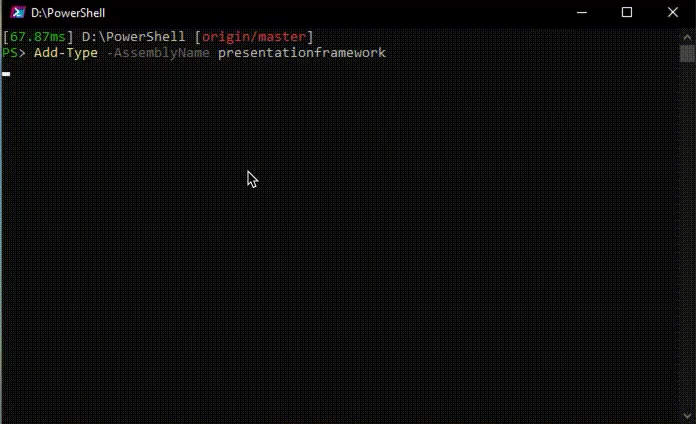 D:\PowerShell
[67.87ms] D:\PowerShell [origin/master]
PS> Add-Type -AssemblyName presentationframework